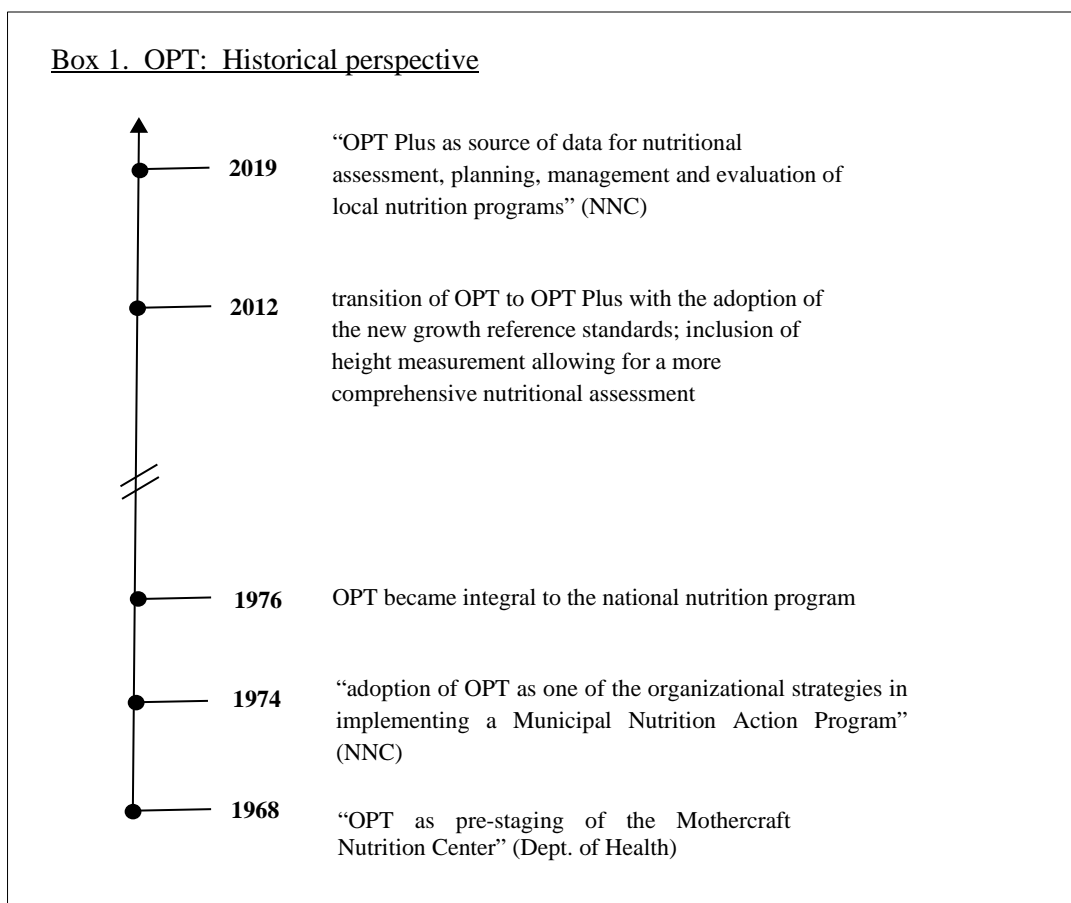 Box 1. OPT: Historical perspective
2019
“OPT Plus as source of data for nutritional
assessment, planning, management and evaluation of
local nutrition programs” (NNC)
2012
transition of OPT to OPT Plus with the adoption of
the new growth reference standards; inclusion of
height measurement allowing for a more
comprehensive nutritional assessment
1976
OPT became integral to the national nutrition program
1974
“adoption of OPT as one of the organizational strategies in
implementing a Municipal Nutrition Action Program”
(NNC)
1968
“OPT as pre-staging of the Mothercraft
Nutrition Center” (Dept. of Health)